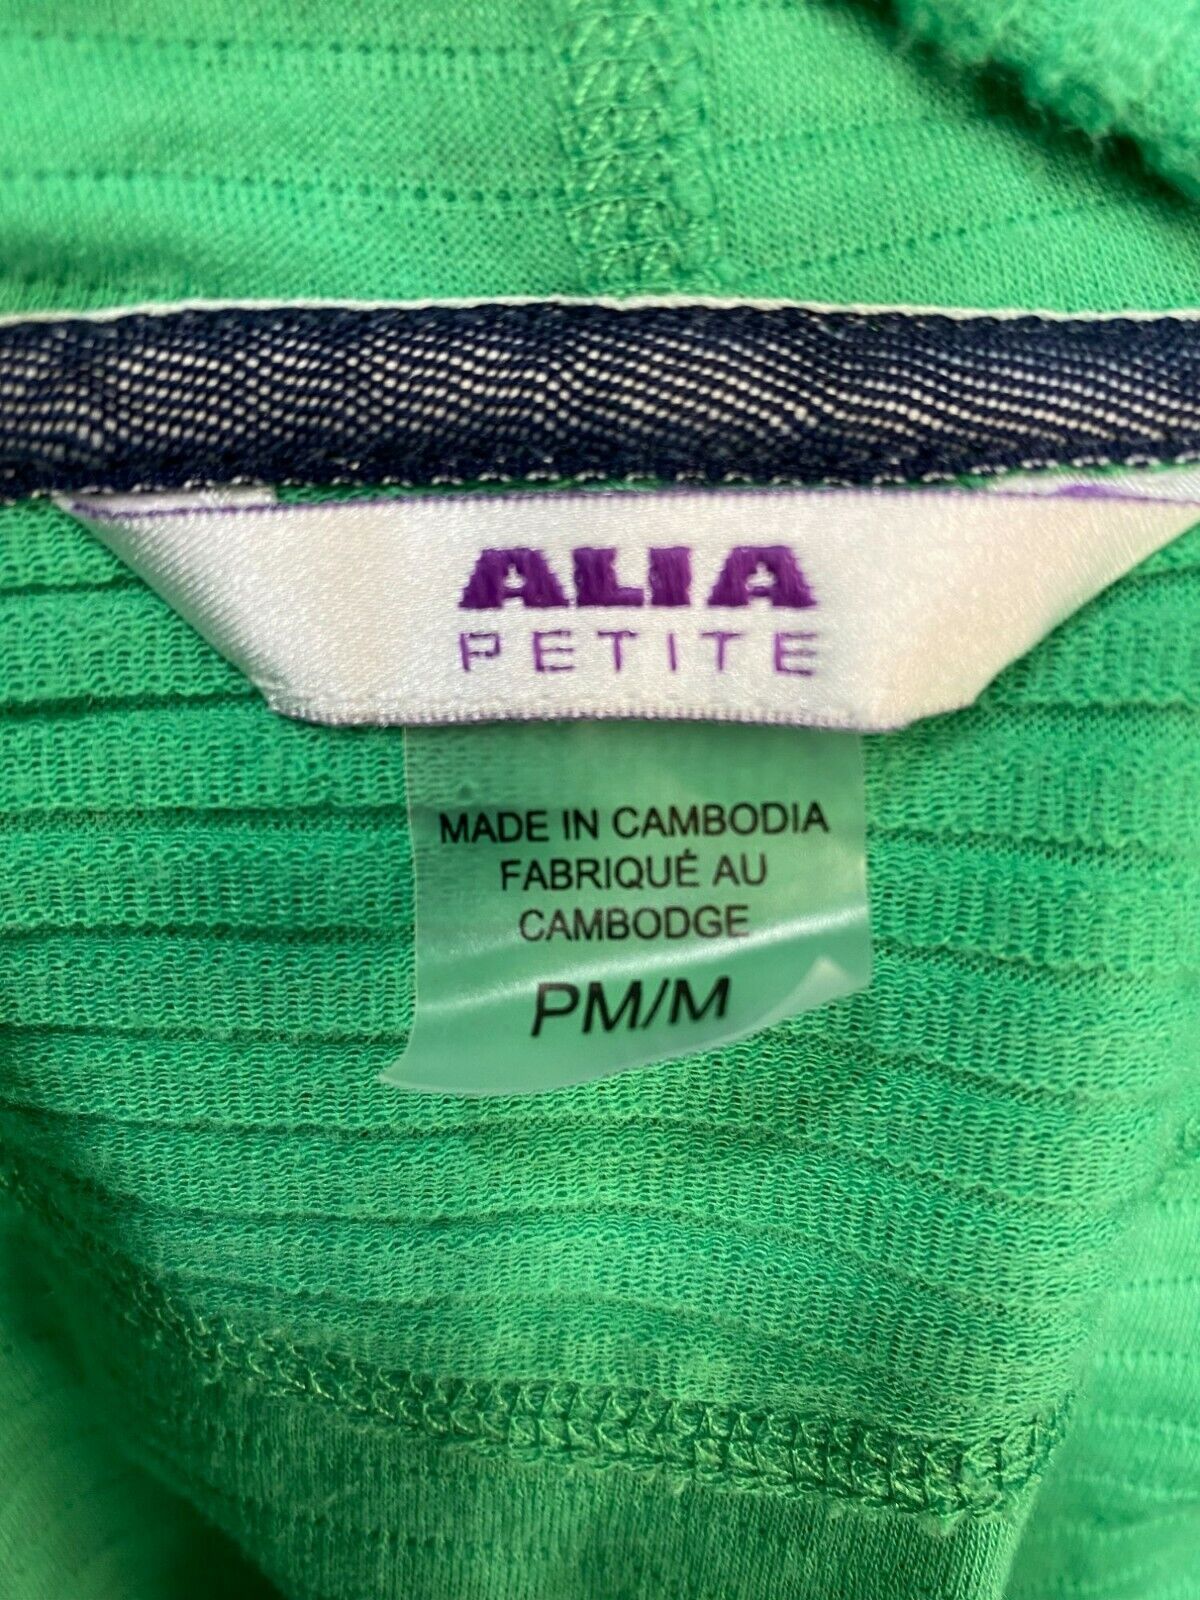 ALIA
PETITE
MADE IN CAMBODIA
FABRIQUÉ AU
CAMBODGE
PM/M